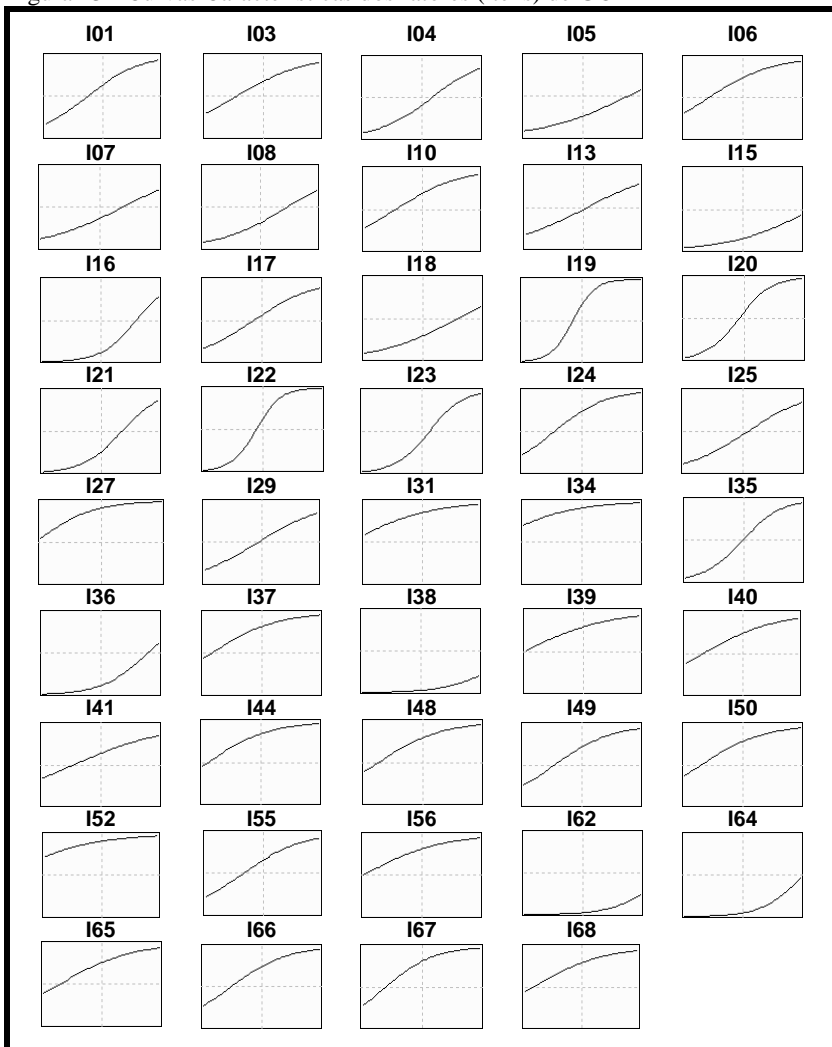 I01 I03 I04 I05 I06
I07 I08 I10 I13 I15
I16 I17 I18 I19 I20
I21 I22 I23 I24 I25
I27 I29 I31 I34 I35
I36 I37 I38 I39 I40
I41 I44 I48 I49 I50
I52 I55 I56 I62 I64
I65 I66 I67 I68